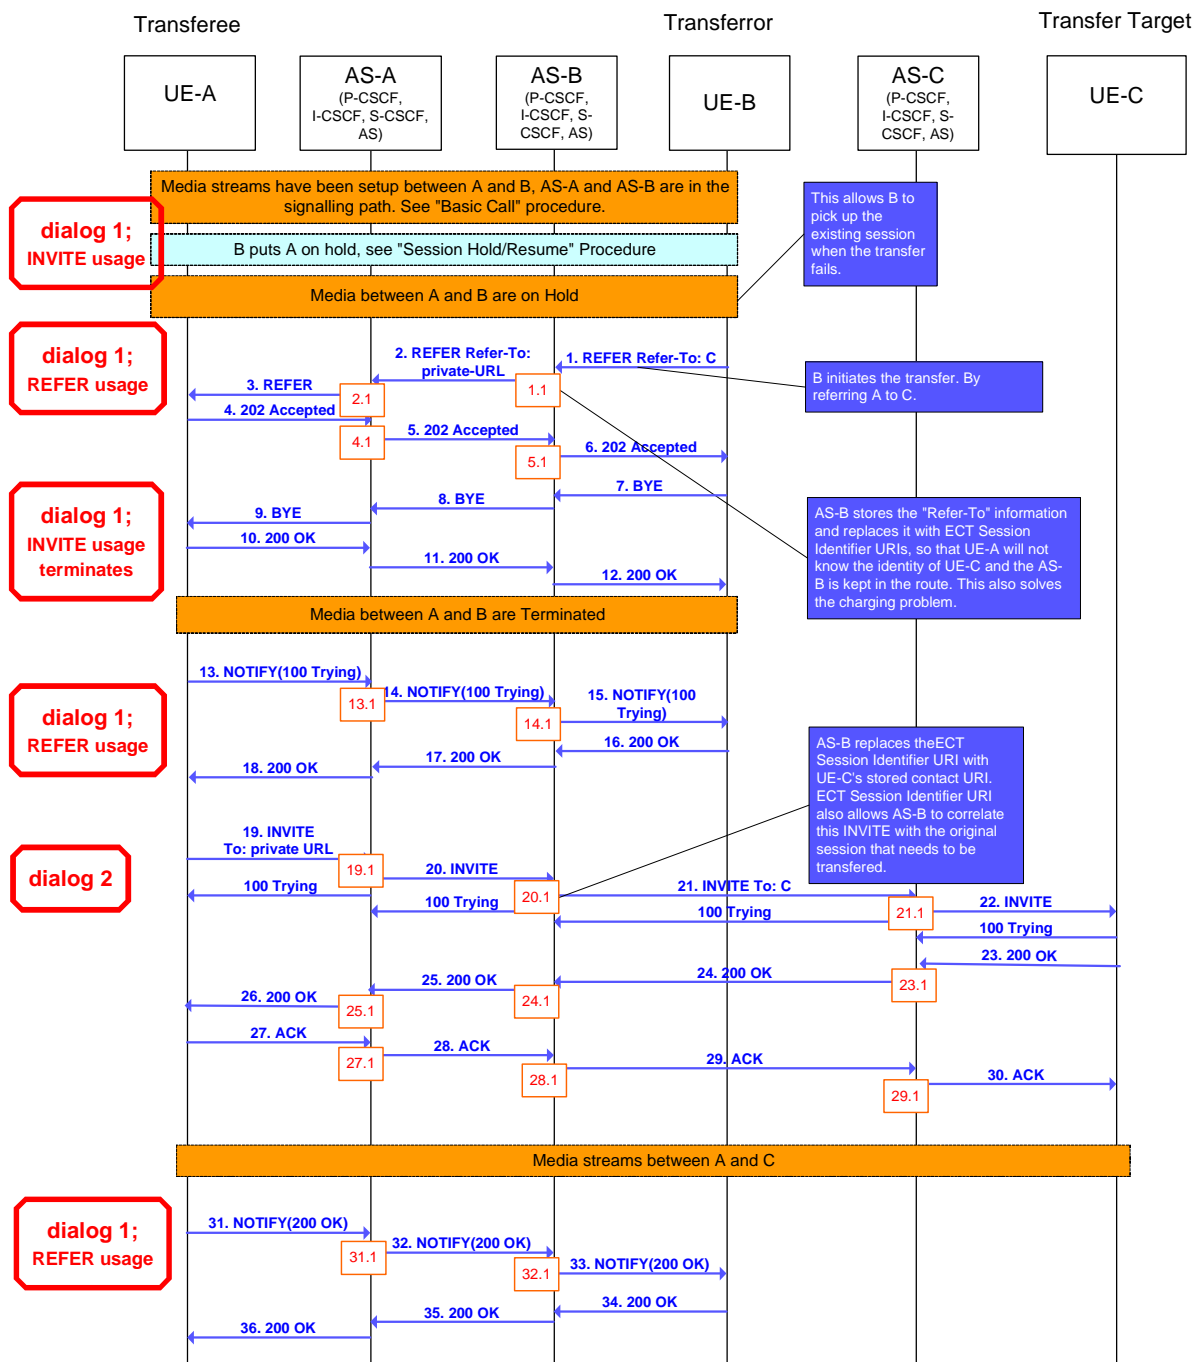 Transferee
Transferror
Transfer Target
UE-A
AS-A
(P-CSCF,
I-CSCF, S-CSCF,
AS)
AS-B
(P-CSCF,
I-CSCF, S-
CSCF, AS)
UE-B
AS-C
(P-CSCF,
I-CSCF, S-
CSCF, AS)
UE-C
Media streams have been setup between A and B, AS-A and AS-B are in the
signalling path. See "Basic Call" procedure.
This allows B to
pick up the
existing session
when the transfer
fails.
dialog 1;
INVITE usage
B puts A on hold, see "Session Hold/Resume" Procedure
Media between A and B are on Hold
dialog 1;
REFER usage
2. REFER Refer-To:
private-URL
1. REFER Refer-To: C
3. REFER
2.1
1.1
B initiates the transfer. By
referring A to C.
4. 202 Accepted
4.1
5. 202 Accepted
5.1
6. 202 Accepted
dialog 1;
INVITE usage
terminates
7. BYE
8. BYE
9. BYE
10. 200 OK
11. 200 OK
12. 200 OK
AS-B stores the "Refer-To" information
and replaces it with ECT Session
Identifier URIs, so that UE-A will not
know the identity of UE-C and the AS-
B is kept in the route. This also solves
the charging problem.
Media between A and B are Terminated
13. NOTIFY(100 Trying)
13.1
14. NOTIFY(100 Trying)
14.1
15. NOTIFY(100
Trying)
dialog 1;
REFER usage
16. 200 OK
17. 200 OK
18. 200 OK
AS-B replaces theECT
Session Identifier URI with
UE-C's stored contact URI.
ECT Session Identifier URI
also allows AS-B to correlate
this INVITE with the original
session that needs to be
transfered.
dialog 2
19. INVITE
To: private URL
19.1
20. INVITE
100 Trying
20.1
21. INVITE To: C
100 Trying
100 Trying
21.1
22. INVITE
100 Trying
23. 200 OK
23.1
24. 200 OK
24.1
25. 200 OK
25.1
26. 200 OK
27. ACK
27.1
28. ACK
28.1
29. ACK
29.1
30. ACK
Media streams between A and C
dialog 1;
REFER usage
31. NOTIFY(200 OK)
31.1
32. NOTIFY(200 OK)
32.1
33. NOTIFY(200 OK)
34. 200 OK
35. 200 OK
36. 200 OK